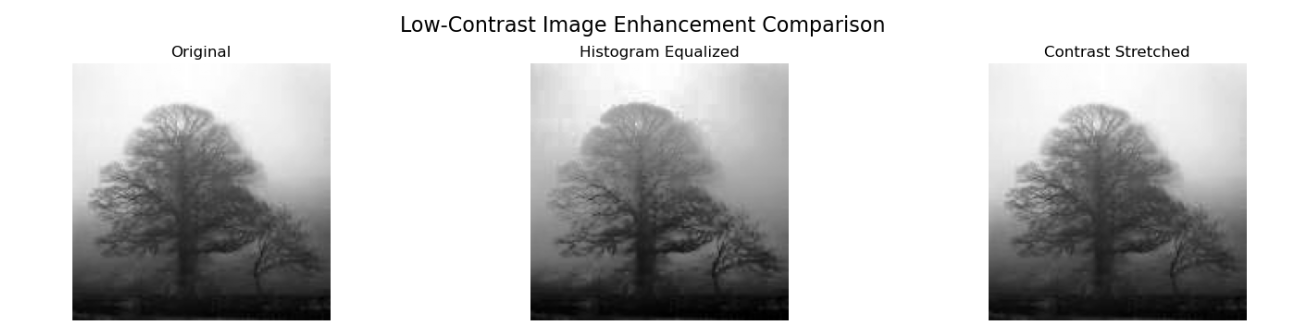 Low-Contrast Image Enhancement Comparison
Original
Histogram Equalized
Contrast Stretched